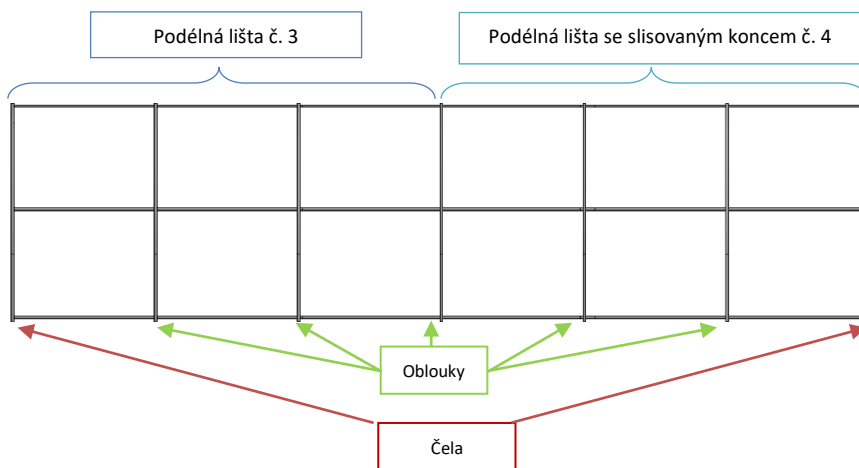 Podélná lišta č. 3
Podélná lišta se slisovaným koncem č. 4
Oblouky
Čela